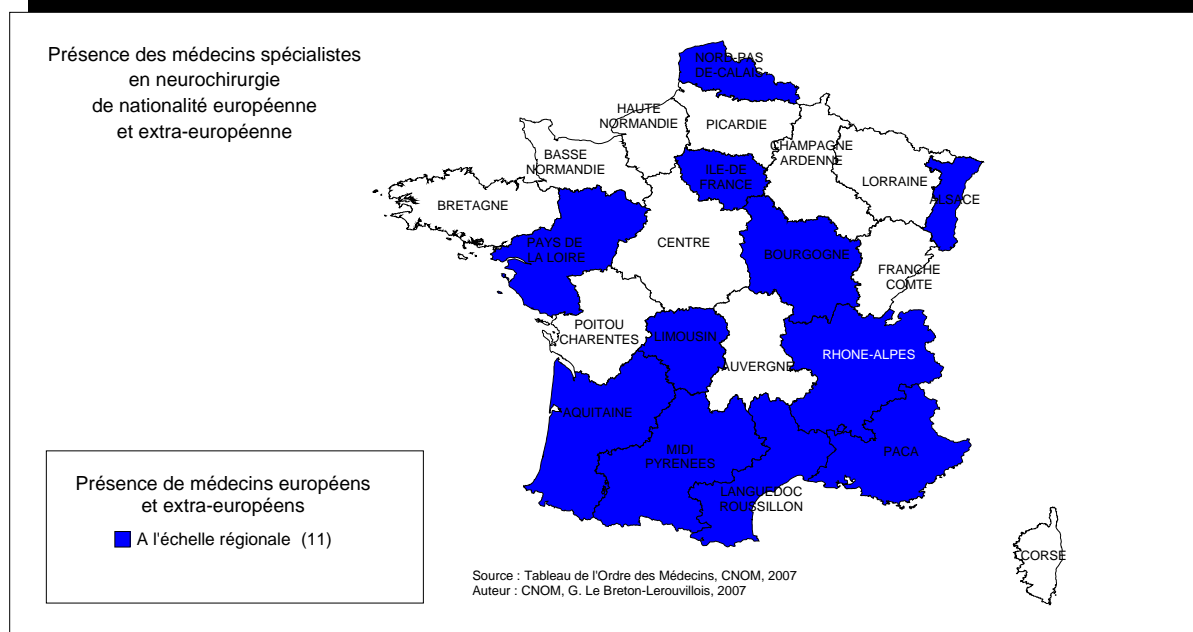 Présence des médecins spécialistes
en neurochirurgie
de nationalité européenne
et extra-européenne
NORD-PAS
DE-CALAIS
HAUTE
NORMANDIE
PICARDIE
CHAMPAGNE
ARDENNE
BASSE
NORMANDIE
ILE-DE
FRANCE
LORRAINE
ALSACE
BRETAGNE
PAYS DE
LA LOIRE
CENTRE
BOURGOGNE
FRANCHE
COMTE
POITOU
CHARENTES
LIMOUSIN
AUVERGNE
RHONE-ALPES
AQUITAINE
MIDI
PYRENEES
PACA
LANGUEDOC
ROUSSILLON
CORSE
Présence de médecins européens
et extra-européens
A l'échelle régionale (11)
Source : Tableau de l'Ordre des Médecins, CNOM, 2007
Auteur : CNOM, G. Le Breton-Lerouvillois, 2007